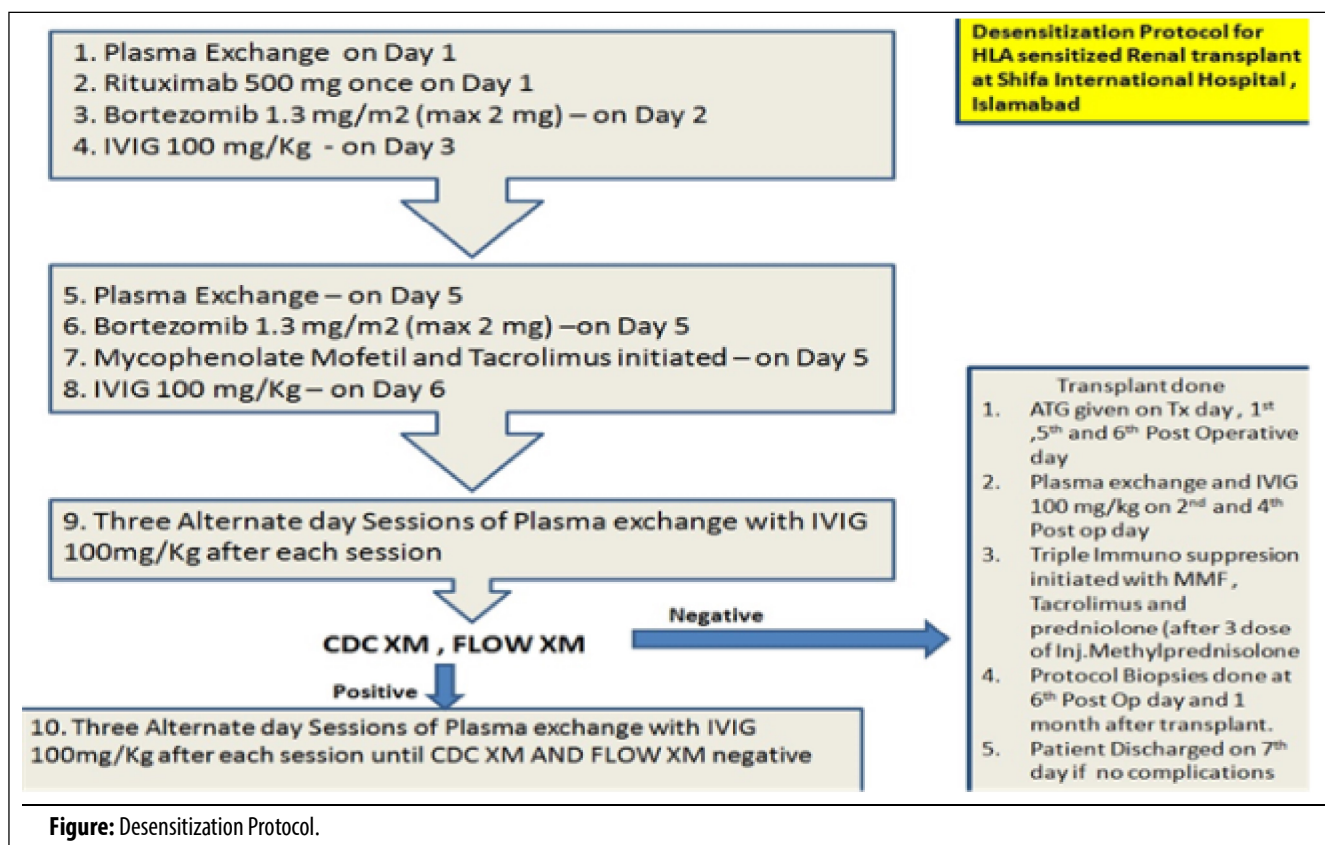 1. Plasma Exchange on Day 1
2. Rituximab 500 mg once on Day 1
3. Bortezomib 1.3 mg/m2 (max 2 mg) – on Day 2
4. IVIG 100 mg/Kg - on Day 3
Desensitization Protocol for
HLA sensitized Renal transplant
at Shifa International Hospital ,
Islamabad
5. Plasma Exchange – on Day 5
6. Bortezomib 1.3 mg/m2 (max 2 mg) –on Day 5
7. Mycophenolate Mofetil and Tacrolimus initiated – on Day 5
8. IVIG 100 mg/Kg – on Day 6
9. Three Alternate day Sessions of Plasma exchange with IVIG
100mg/Kg after each session
CDC XM , FLOW XM
Negative
Positive
10. Three Alternate day Sessions of Plasma exchange with IVIG
100mg/Kg after each session until CDC XM AND FLOW XM negative
Transplant done
1. ATG given on Tx day , 1st
,5th and 6th Post Operative
day
2. Plasma exchange and IVIG
100 mg/kg on 2nd and 4th
Post op day
3. Triple Immuno suppresion
initiated with MMF ,
Tacrolimus and
predniolone (after 3 dose
of Inj.Methylprednisolone
4. Protocol Biopsies done at
6th Post Op day and 1
month after transplant.
5. Patient Discharged on 7th
day if no complications
Figure: Desensitization Protocol.